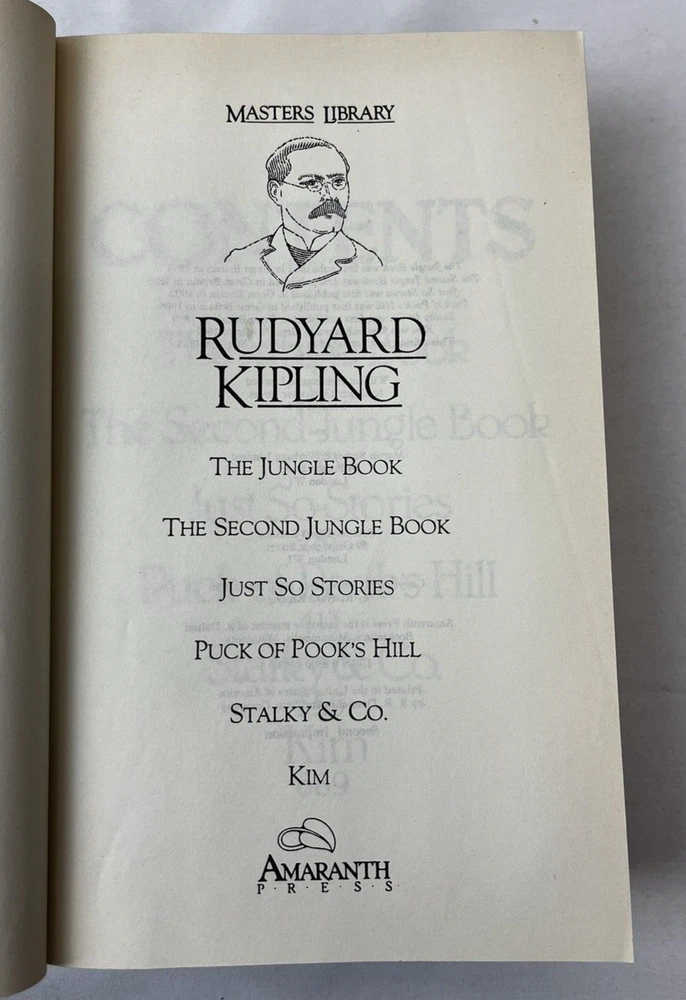 MASTERS LIBRARY
RUDYARD
KIPLING
THE JUNGLE BOOK
THE SECOND JUNGLE BOOK
JUST SO STORIES
PUCK OF POOK'S HILL
STALKY & CO.
KIM
AMARANTH
P·R·E·S·S